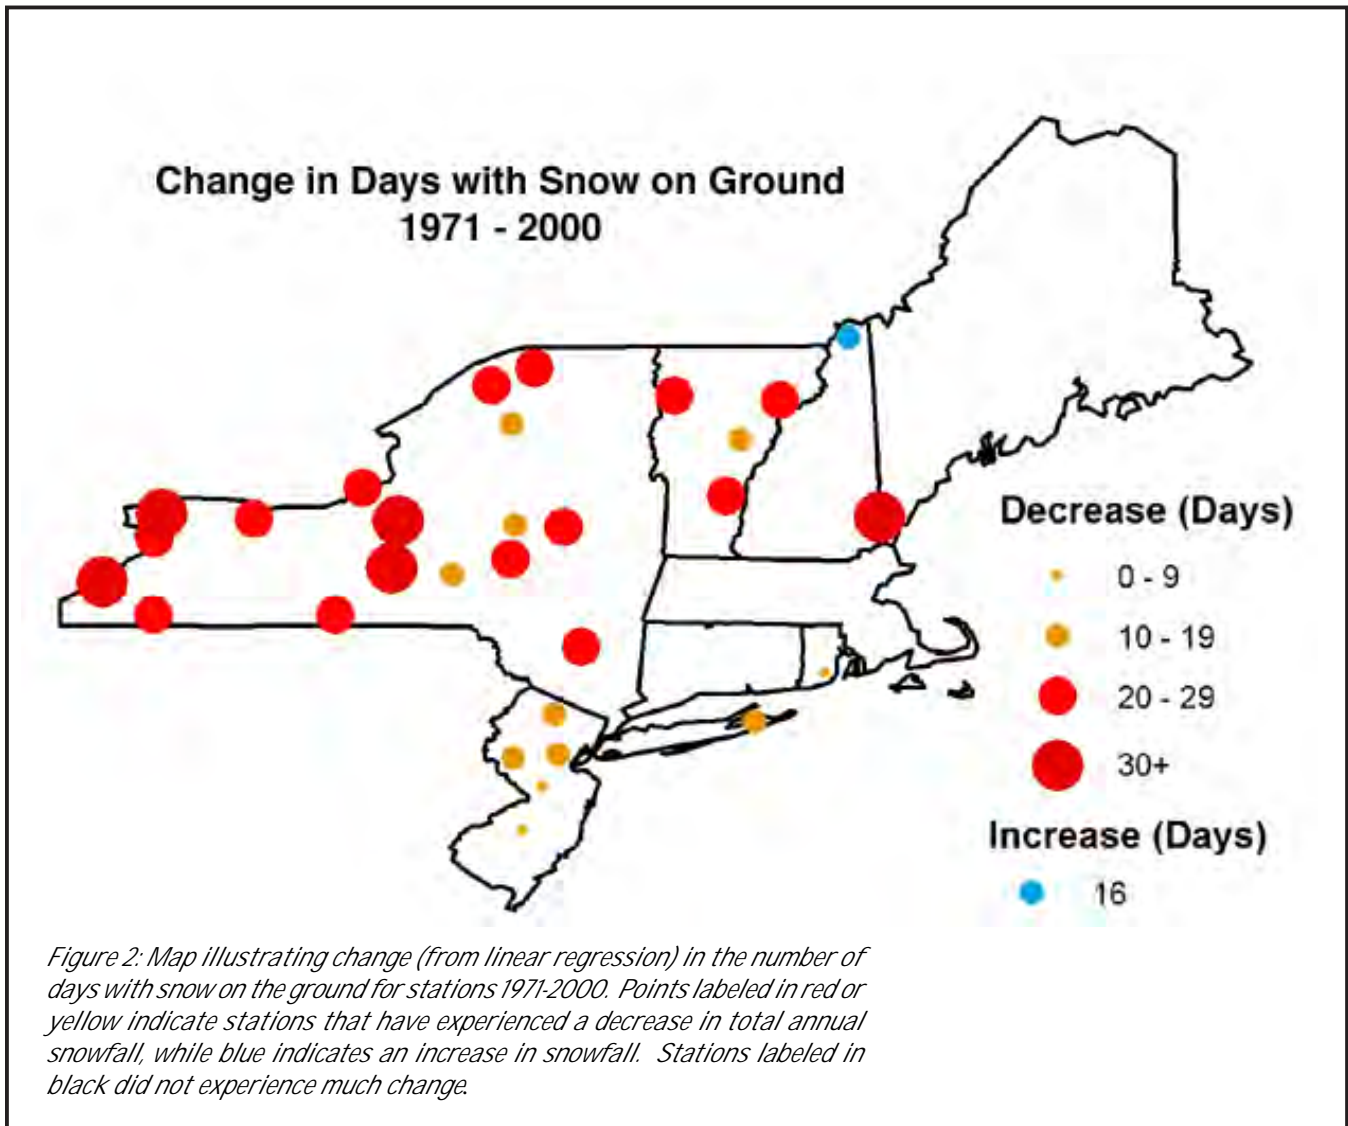 Change in Days with Snow on Ground
1971 - 2000
Decrease (Days)
0 - 9
10 - 19
20 - 29
30+
Increase (Days)
16
Figure 2: Map illustrating change (from linear regression) in the number of
days with snow on the ground for stations 1971-2000. Points labeled in red or
yellow indicate stations that have experienced a decrease in total annual
snowfall, while blue indicates an increase in snowfall. Stations labeled in
black did not experience much change.